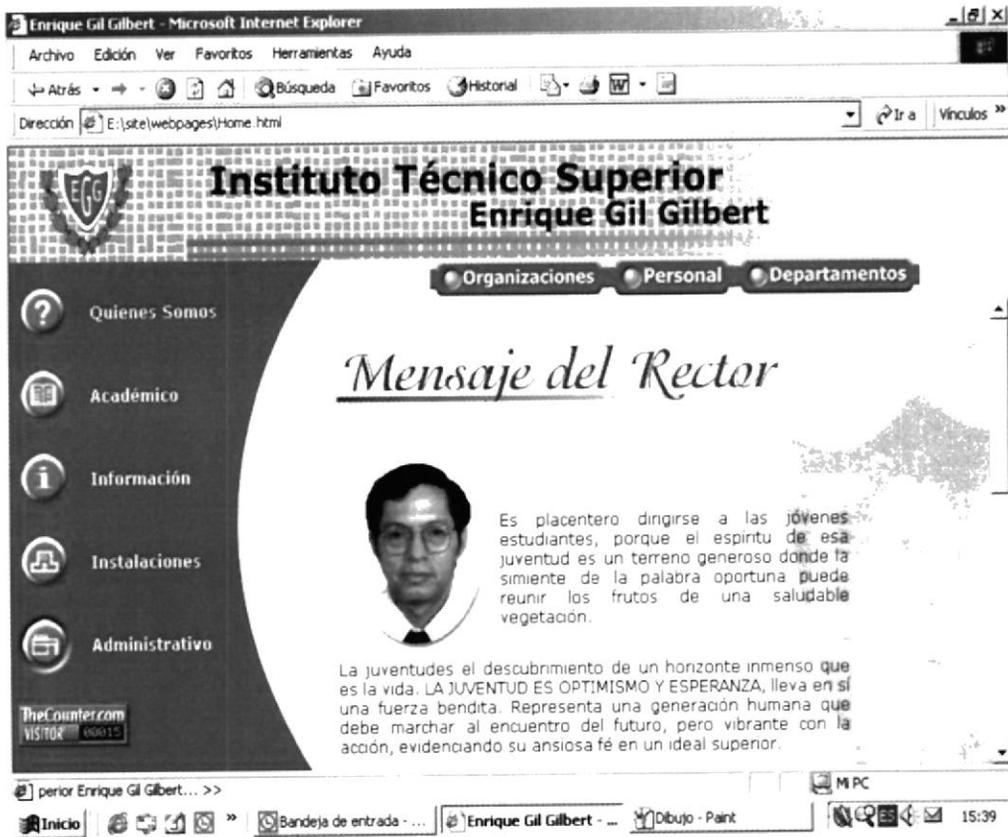 Enrique Gil Gilbert - Microsoft Internet Explorer
Archivo Edición Ver Favoritos Herramientas Ayuda
Atrás Búsqueda Favoritos Historial
Dirección E:\site\webpages\Home.html Ir a Vínculos »
EGG
Instituto Técnico Superior
Enrique Gil Gilbert
Organizaciones Personal Departamentos
Quienes Somos
Académico
Información
Instalaciones
Administrativo
TheCounter.com
VISITOR 00015
Mensaje del Rector
Es placentero dirigirse a las jóvenes
estudiantes, porque el espiritu de esa
juventud es un terreno generoso donde la
simiente de la palabra oportuna puede
reunir los frutos de una saludable
vegetación.
La juventudes el descubrimiento de un horizonte inmenso que
es la vida. LA JUVENTUD ES OPTIMISMO Y ESPERANZA, lleva en sí
una fuerza bendita. Representa una generación humana que
debe marchar al encuentro del futuro, pero vibrante con la
acción, evidenciando su ansiosa fé en un ideal superior.
perior Enrique Gil Gilbert... >> Mi PC
Inicio » Bandeja de entrada - ... Enrique Gil Gilbert - ... Dibujo - Paint 15:39